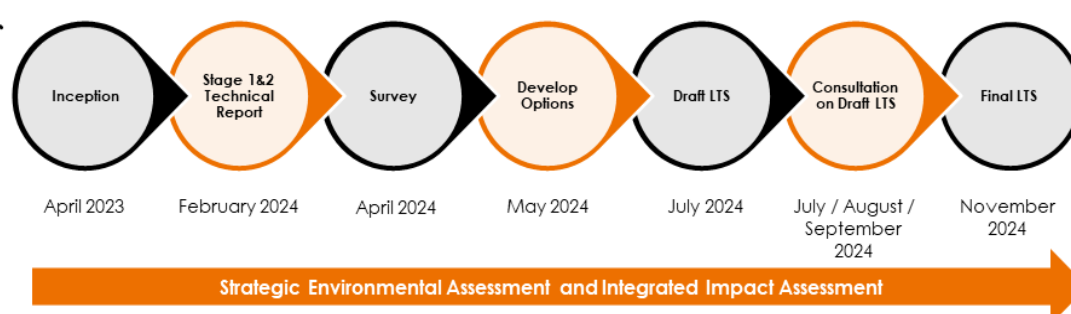 Inception
Stage 1&2
Technical
Report
Survey
Develop
Options
Draft LTS
Consultation
on Draft LTS
Final LTS
April 2023
February 2024
April 2024
May 2024
July 2024
July / August /
September
2024
November
2024
Strategic Environmental Assessment and Integrated Impact Assessment